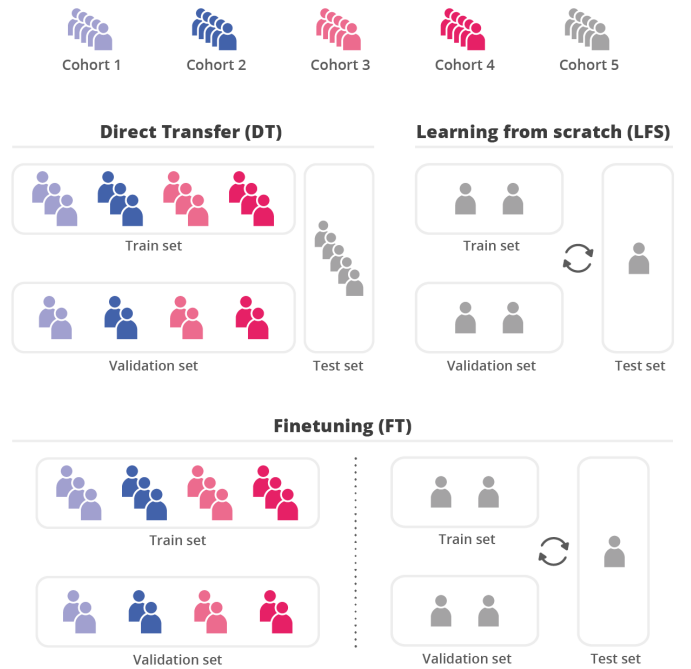 Cohort 1
Cohort 2
Cohort 3
Cohort 4
Cohort 5
Direct Transfer (DT)
Train set
Validation set
Test set
Learning from scratch (LFS)
Train set
Validation set
Test set
Finetuning (FT)
Train set
Validation set
Train set
Validation set
Test set